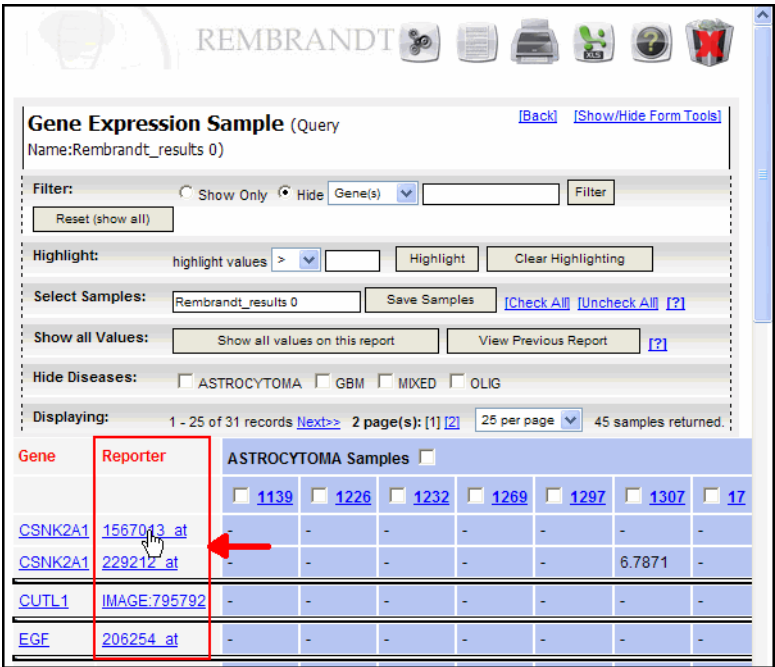 REMBRANDT
XLS
?
Gene Expression Sample (Query
Name:Rembrandt_results 0)
[Back] [Show/Hide Form Tools]
Filter: Show Only Hide Gene(s) Filter
Reset (show all)
Highlight: highlight values > Highlight Clear Highlighting
Select Samples: Rembrandt_results 0 Save Samples [Check All] [Uncheck All] [?]
Show all Values: Show all values on this report View Previous Report [?]
Hide Diseases: ASTROCYTOMA GBM MIXED OLIG
Displaying: 1 - 25 of 31 records Next>> 2 page(s): [1] [2] 25 per page 45 samples returned.
Gene Reporter ASTROCYTOMA Samples
1139 1226 1232 1269 1297 1307 17
CSNK2A1 1567013_at - - - - - - -
CSNK2A1 229212_at - - - - - 6.7871 -
CUTL1 IMAGE:795792 - - - - - - -
EGF 206254_at - - - - - - -